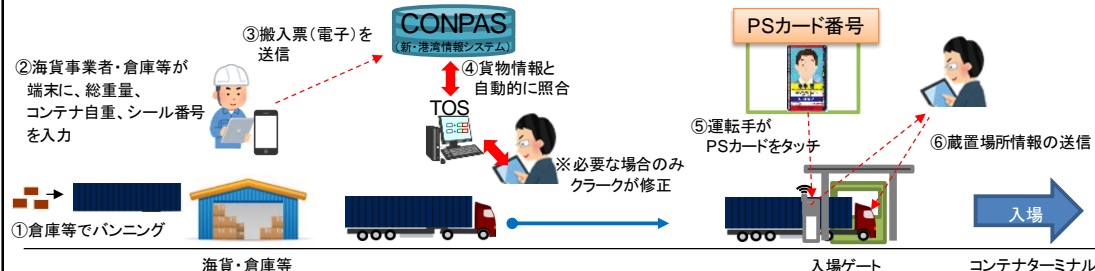 CONPAS
(新・港湾情報システム)
③搬入票(電子)を
送信
②海貨事業者・倉庫等が
端末に、総重量、
コンテナ自重、シール番号
を入力
④貨物情報と
自動的に照合
TOS
※必要な場合のみ
クラークが修正
PSカード番号
⑤運転手が
PSカードをタッチ
⑥蔵置場所情報の送信
①倉庫等でバンニング
入場
海貨・倉庫等
入場ゲート
コンテナターミナル